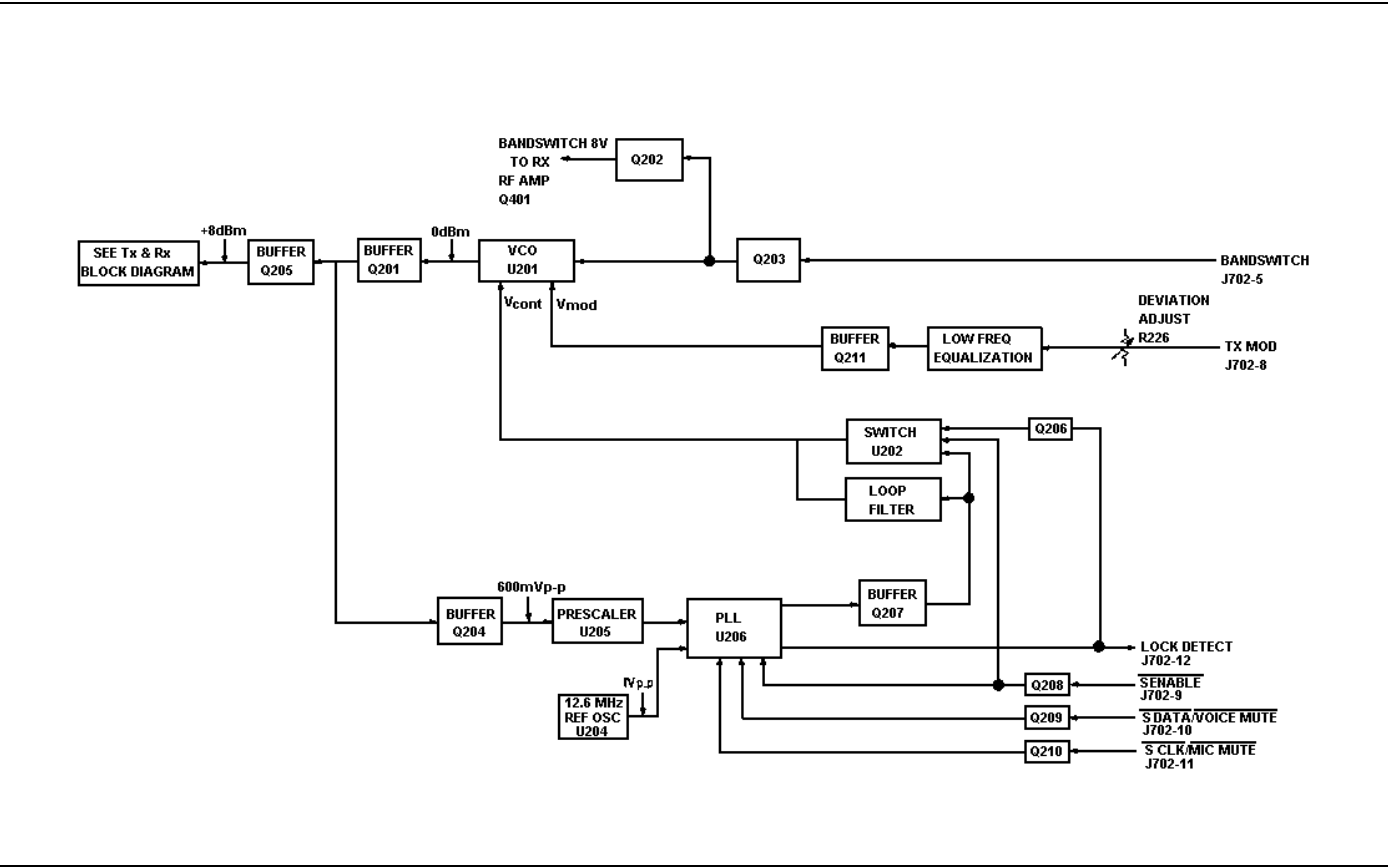 BANDSWITCH 8V
TO RX
RF AMP
Q401
Q202
+8dBm
0dBm
SEE Tx & Rx
BLOCK DIAGRAM
BUFFER
Q205
BUFFER
Q201
VCO
U201
Q203
BANDSWITCH
J702-5
Vcont
Vmod
DEVIATION
ADJUST
R226
BUFFER
Q211
LOW FREQ
EQUALIZATION
TX MOD
J702-8
SWITCH
U202
Q206
LOOP
FILTER
600mVp-p
BUFFER
Q204
PRESCALER
U205
PLL
U206
BUFFER
Q207
LOCK DETECT
J702-12
1Vp-p
12.6 MHz
REF OSC
U204
Q208
SENABLE
J702-9
Q209
S DATA/VOICE MUTE
J702-10
Q210
S CLK/MIC MUTE
J702-11